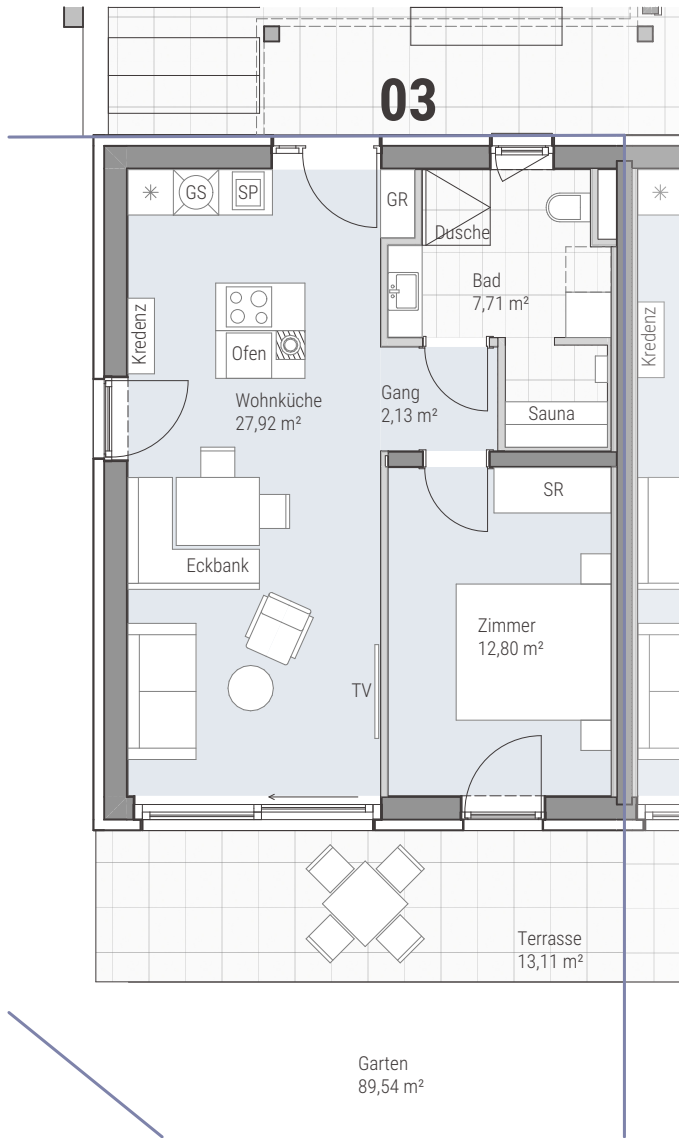 03
GS
SP
GR
Dusche
Bad
7,71 m²
Kredenz
Kredenz
Ofen
Wohnküche
27,92 m²
Gang
2,13 m²
Sauna
SR
Eckbank
Zimmer
12,80 m²
TV
Terrasse
13,11 m²
Garten
89,54 m²